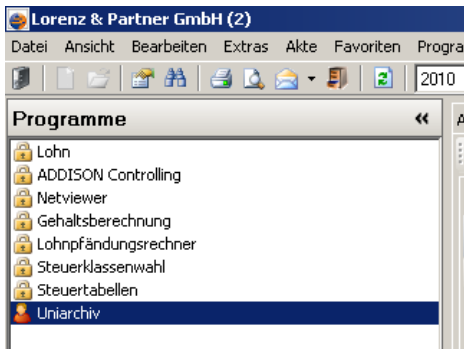 Lorenz & Partner GmbH (2)
Datei Ansicht Bearbeiten Extras Akte Favoriten Progra
2010
Programme «
Lohn
ADDISON Controlling
Netviewer
Gehaltsberechnung
Lohnpfändungsrechner
Steuerklassenwahl
Steuertabellen
Uniarchiv